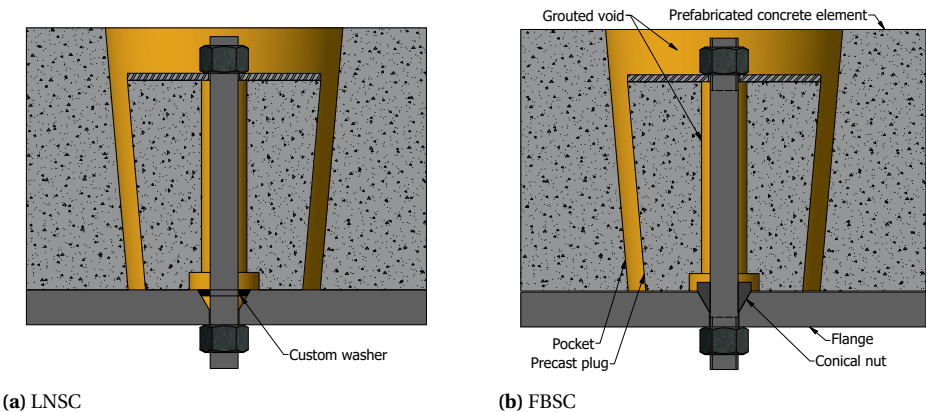 Grouted void
Prefabricated concrete element
Custom washer
Pocket
Precast plug
Flange
Conical nut
(a) LNSC
(b) FBSC